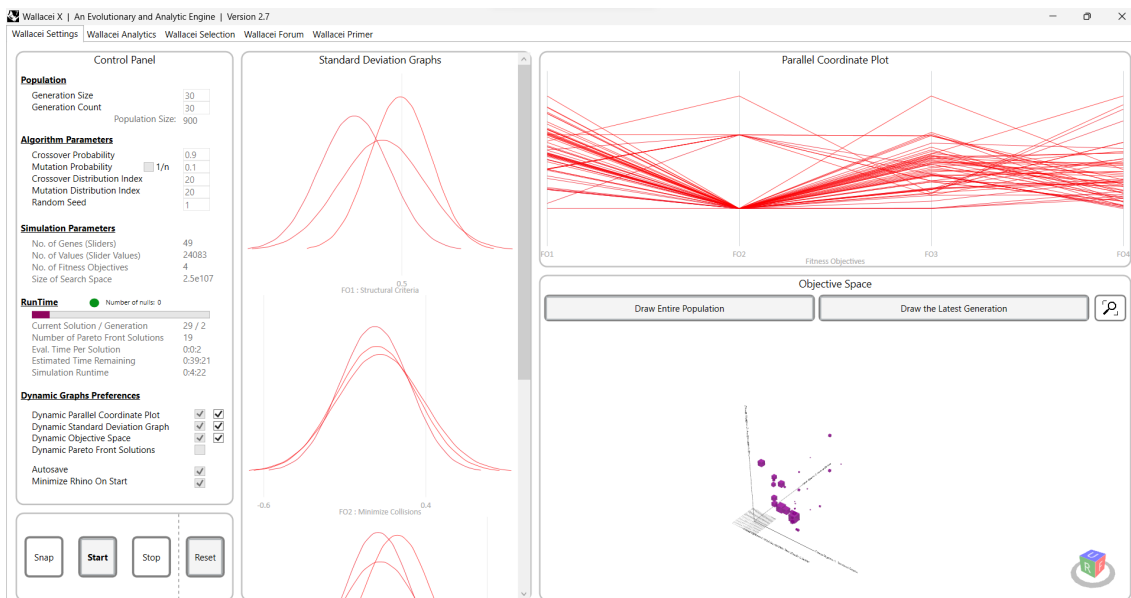 Wallacei X | An Evolutionary and Analytic Engine | Version 2.7
Wallacei Settings Wallacei Analytics Wallacei Selection Wallacei Forum Wallacei Primer
Control Panel
Population
Generation Size 30
Generation Count 30
Population Size: 900
Algorithm Parameters
Crossover Probability 0.9
Mutation Probability 1/n 0.1
Crossover Distribution Index 20
Mutation Distribution Index 20
Random Seed 1
Simulation Parameters
No. of Genes (Sliders) 49
No. of Values (Slider Values) 24083
No. of Fitness Objectives 4
Size of Search Space 2.5e107
RunTime Number of nulls: 0
Current Solution / Generation 29 / 2
Number of Pareto Front Solutions 19
Eval. Time Per Solution 0:0:2
Estimated Time Remaining 0:39:21
Simulation Runtime 0:4:22
Dynamic Graphs Preferences
Dynamic Parallel Coordinate Plot
Dynamic Standard Deviation Graph
Dynamic Objective Space
Dynamic Pareto Front Solutions
Autosave
Minimize Rhino On Start
Snap Start Stop Reset
Standard Deviation Graphs
0.5
FO1 : Structural Criteria
-0.6 0.4
FO2 : Minimize Collisions
Parallel Coordinate Plot
FO1 FO2 FO3 FO4
Fitness Objectives
Objective Space
Draw Entire Population Draw the Latest Generation
U
R F